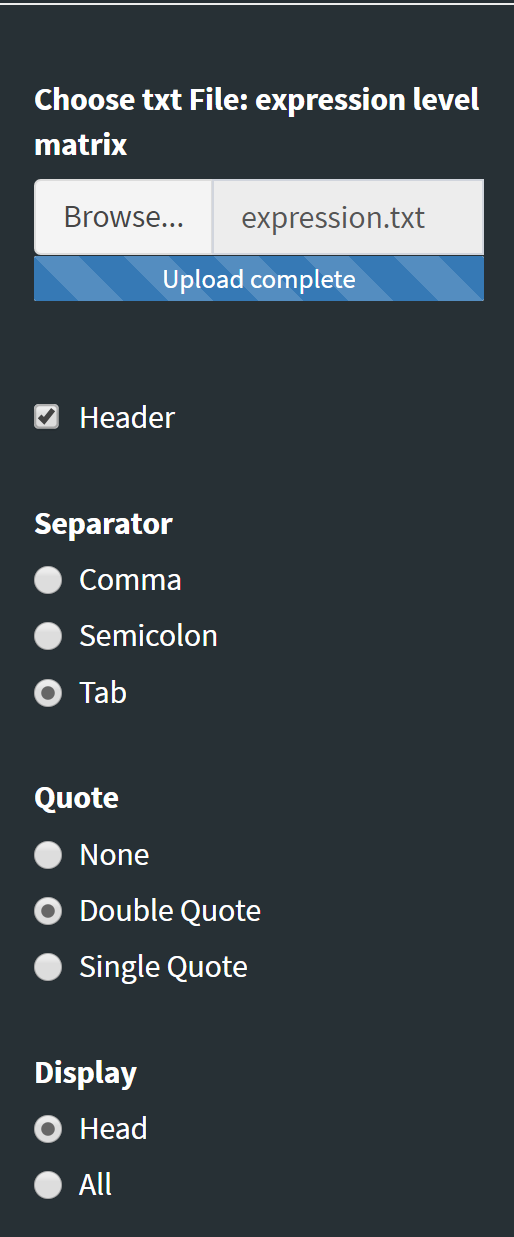 Choose txt File: expression level
matrix
Browse... expression.txt
Upload complete
Header
Separator
Comma
Semicolon
Tab
Quote
None
Double Quote
Single Quote
Display
Head
All